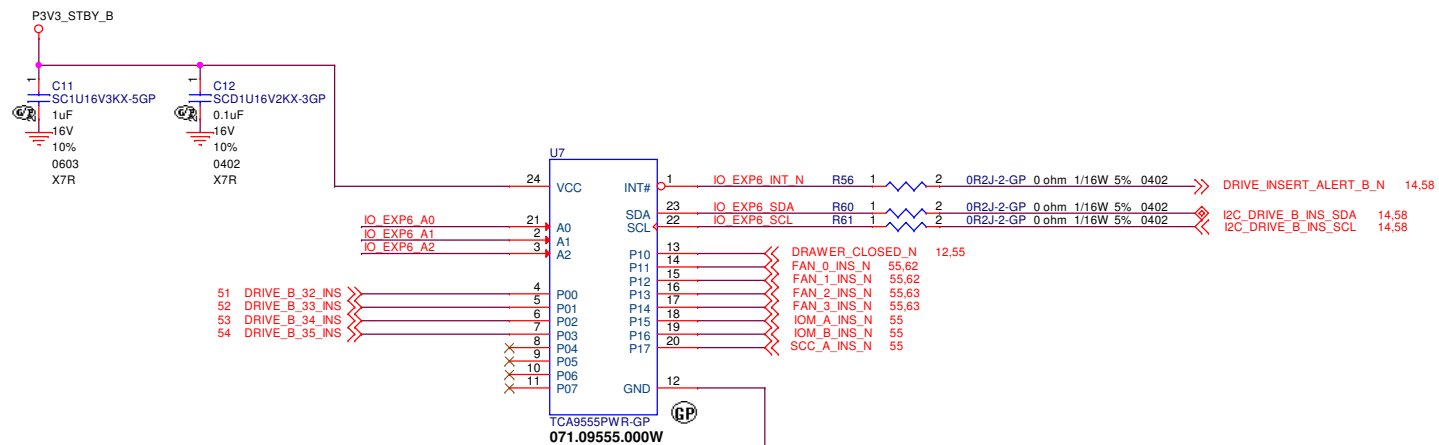 P3V3_STBY_B
1
C11
SC1U16V3KX-5GP
1uF
16V
10%
0603
X7R
1
C12
SCD1U16V2KX-3GP
0.1uF
16V
10%
0402
X7R
U7
24 VCC
INT# 1 IO_EXP6_INT_N R56 1 2 0R2J-2-GP 0 ohm 1/16W 5% 0402 DRIVE_INSERT_ALERT_B_N 14,58
SDA 23 IO_EXP6_SDA R60 1 2 0R2J-2-GP 0 ohm 1/16W 5% 0402 I2C_DRIVE_B_INS_SDA 14,58
SCL 22 IO_EXP6_SCL R61 1 2 0R2J-2-GP 0 ohm 1/16W 5% 0402 I2C_DRIVE_B_INS_SCL 14,58
IO_EXP6_A0 21 A0
IO_EXP6_A1 2 A1
IO_EXP6_A2 3 A2
P10 13 DRAWER_CLOSED_N 12,55
P11 14 FAN_0_INS_N 55,62
P12 15 FAN_1_INS_N 55,62
P13 16 FAN_2_INS_N 55,63
P14 17 FAN_3_INS_N 55,63
P15 18 IOM_A_INS_N 55
P16 19 IOM_B_INS_N 55
P17 20 SCC_A_INS_N 55
51 DRIVE_B_32_INS 4 P00
52 DRIVE_B_33_INS 5 P01
53 DRIVE_B_34_INS 6 P02
54 DRIVE_B_35_INS 7 P03
8 P04
9 P05
10 P06
11 P07
GND 12
GP
TCA9555PWR-GP
071.09555.000W